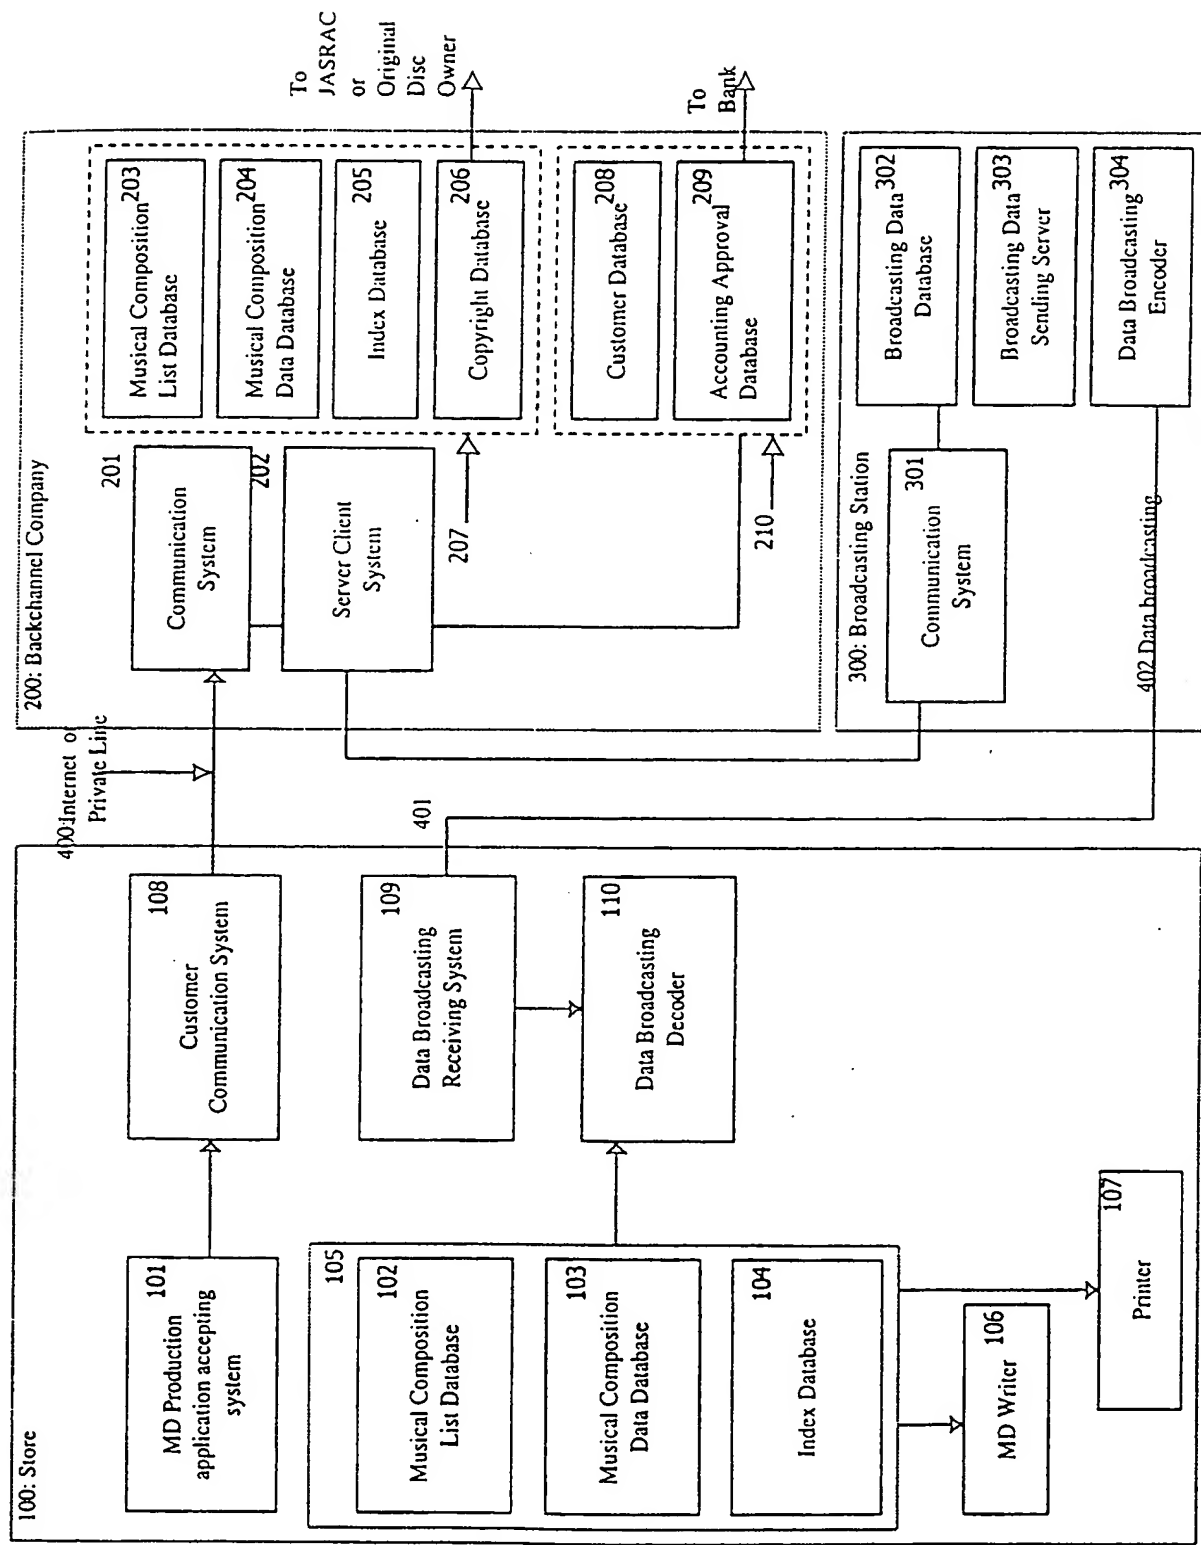 100: Store
101
MD Production
application accepting
system
105
102
Musical Composition
List Database
103
Musical Composition
Data Database
104
Index Database
106
MD Writer
107
Printer
108
Customer
Communication System
109
Data Broadcasting
Receiving System
110
Data Broadcasting
Decoder
400:Internet or
Private Line
401
200: Backchannel Company
201
Communication
System
202
Server Client
System
207
210
203
Musical Composition
List Database
204
Musical Composition
Data Database
205
Index Database
206
Copyright Database
208
Customer Database
209
Accounting Approval
Database
To
JASRAC
or
Original
Disc
Owner
To
Bank
300: Broadcasting Station
301
Communication
System
302
Broadcasting Data
Database
303
Broadcasting Data
Sending Server
304
Data Broadcasting
Encoder
402 Data broadcasting